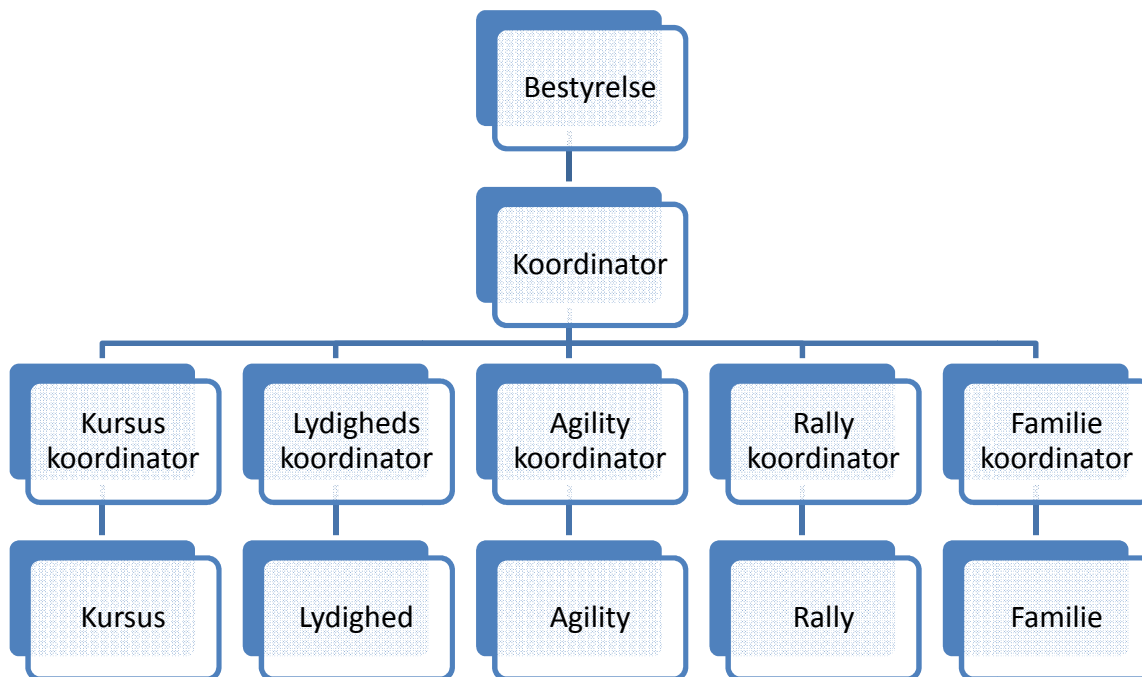 Bestyrelse
Koordinator
Kursus
koordinator
Lydigheds
koordinator
Agility
koordinator
Rally
koordinator
Familie
koordinator
Kursus
Lydighed
Agility
Rally
Familie